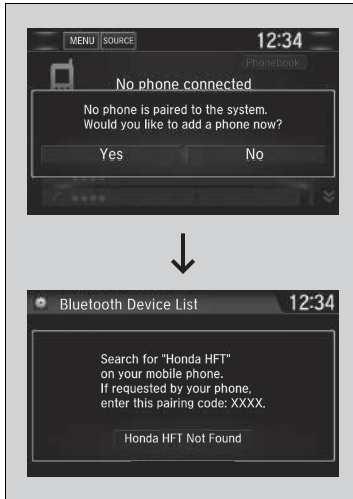 MENU SOURCE 12:34
Phonebook
No phone connected
No phone is paired to the system.
Would you like to add a phone now?
Yes No
Bluetooth Device List 12:34
Search for "Honda HFT"
on your mobile phone.
If requested by your phone,
enter this pairing code: XXXX.
Honda HFT Not Found